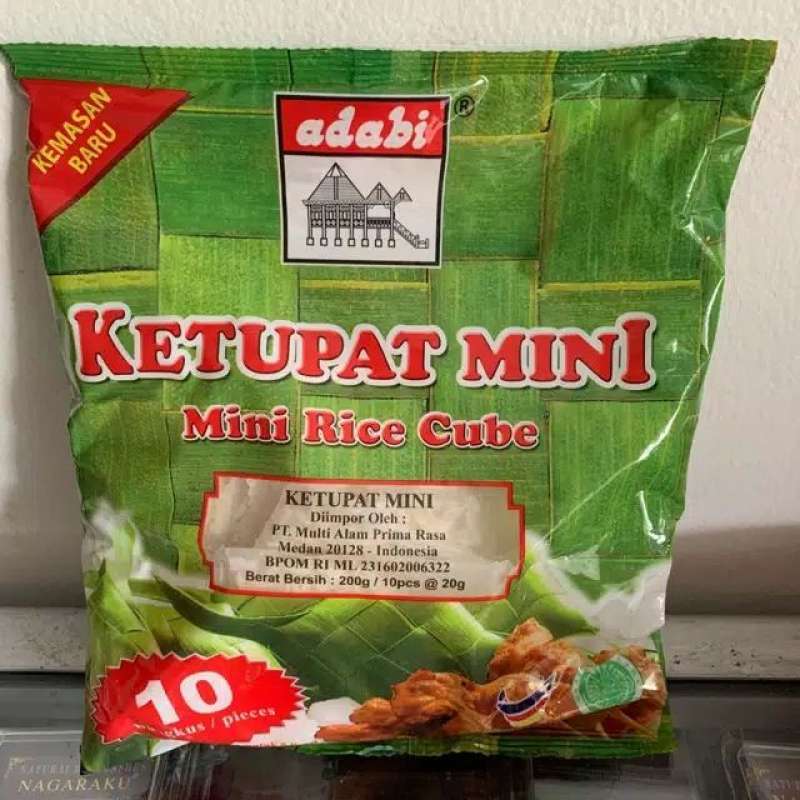 KEMASAN
BARU
adabi
®
KETUPAT MINI
Mini Rice Cube
KETUPAT MINI
Diimpor Oleh :
PT. Multi Alam Prima Rasa
Medan 20128 - Indonesia
BPOM RI ML 231602006322
Berat Bersih : 200g / 10pcs @ 20g
10
/ pieces
NAGARAKU